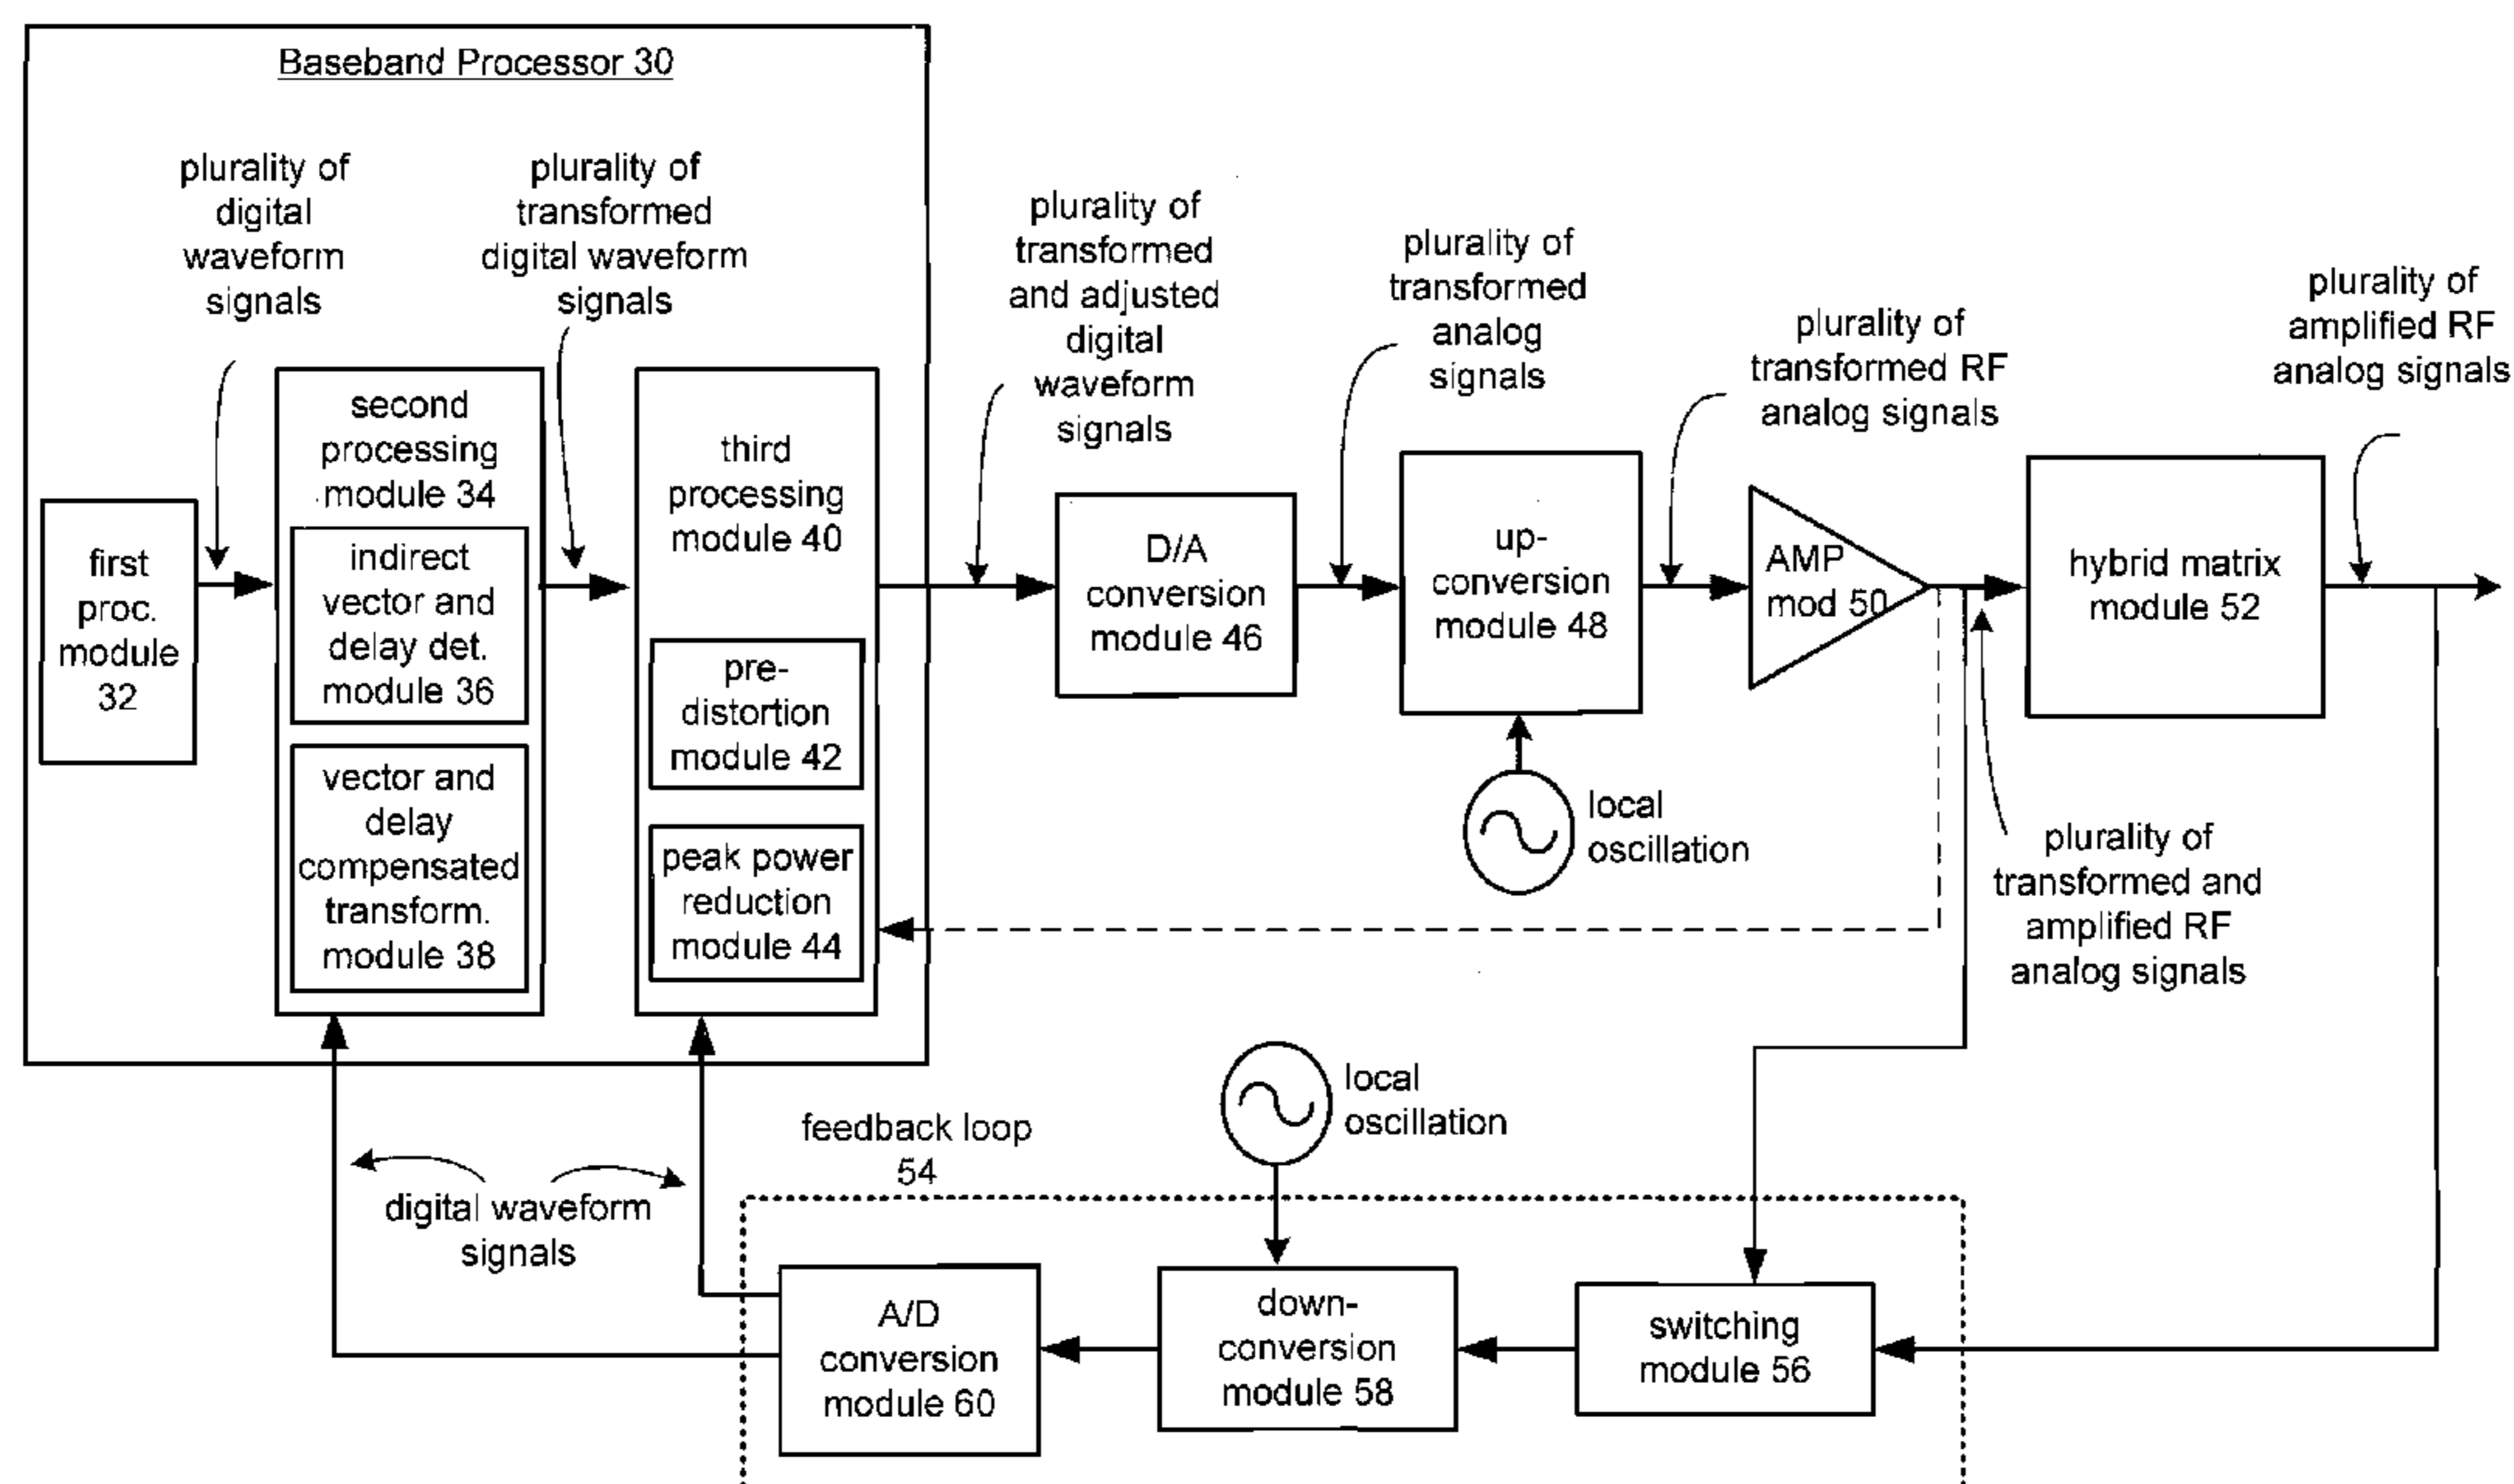 Baseband Processor 30
plurality of
digital
waveform
signals
plurality of
transformed
digital waveform
signals
plurality of
transformed
and adjusted
digital
waveform
signals
plurality of
transformed
analog
signals
plurality of
transformed RF
analog signals
plurality of
amplified RF
analog signals
first
proc.
module
32
second
processing
module 34
indirect
vector and
delay det.
module 36
vector and
delay
compensated
transform.
module 38
third
processing
module 40
pre-
distortion
module 42
peak power
reduction
module 44
D/A
conversion
module 46
up-
conversion
module 48
local
oscillation
AMP
mod 50
hybrid matrix
module 52
plurality of
transformed and
amplified RF
analog signals
digital waveform
signals
feedback loop
54
local
oscillation
A/D
conversion
module 60
down-
conversion
module 58
switching
module 56